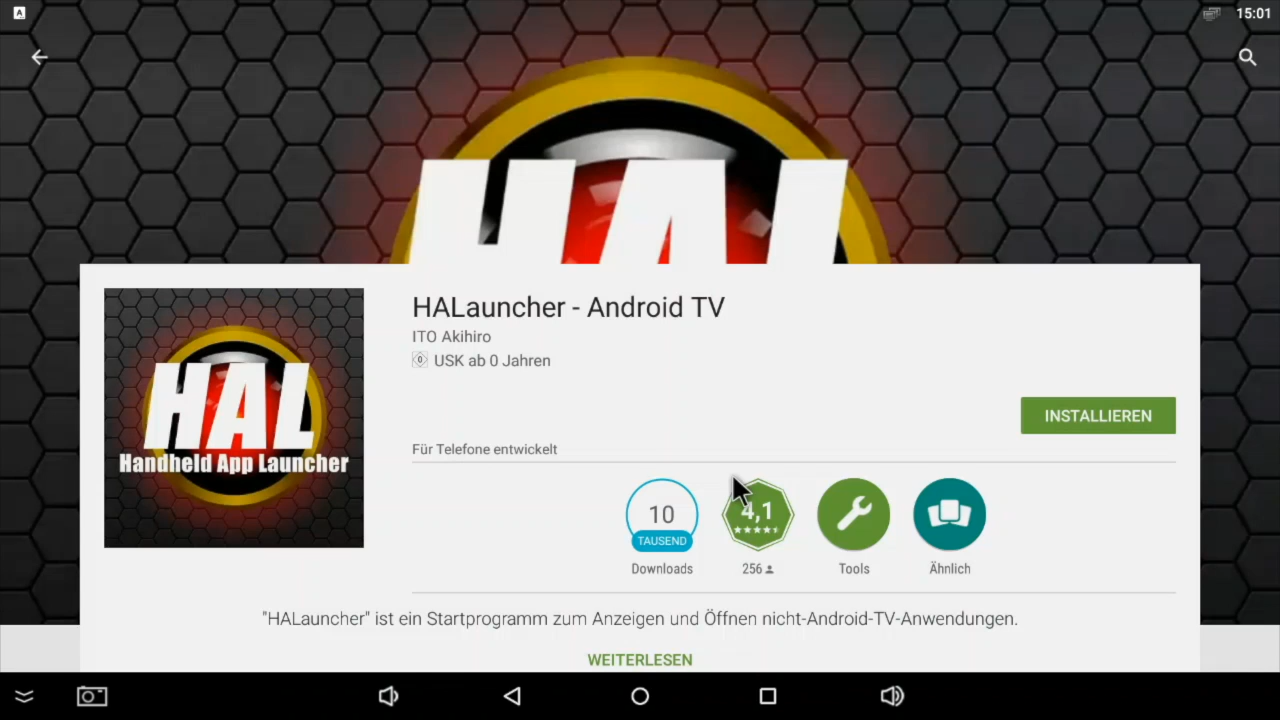 A
15:01
HAL
HALauncher - Android TV
ITO Akihiro
0 USK ab 0 Jahren
INSTALLIEREN
HAL
Handheld App Launcher
Für Telefone entwickelt
10
TAUSEND
Downloads
4,1
256
Tools
Ähnlich
"HALauncher" ist ein Startprogramm zum Anzeigen und Öffnen nicht-Android-TV-Anwendungen.
WEITERLESEN